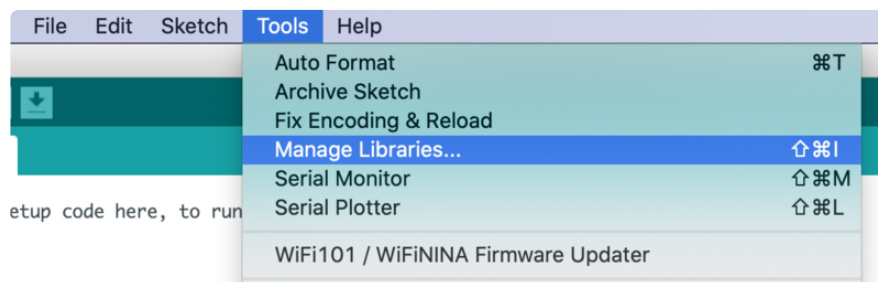 File Edit Sketch Tools Help
Auto Format ⌘T
Archive Sketch
Fix Encoding & Reload
Manage Libraries... ⇧⌘I
Serial Monitor ⇧⌘M
etup code here, to run
Serial Plotter ⇧⌘L
WiFi101 / WiFiNINA Firmware Updater